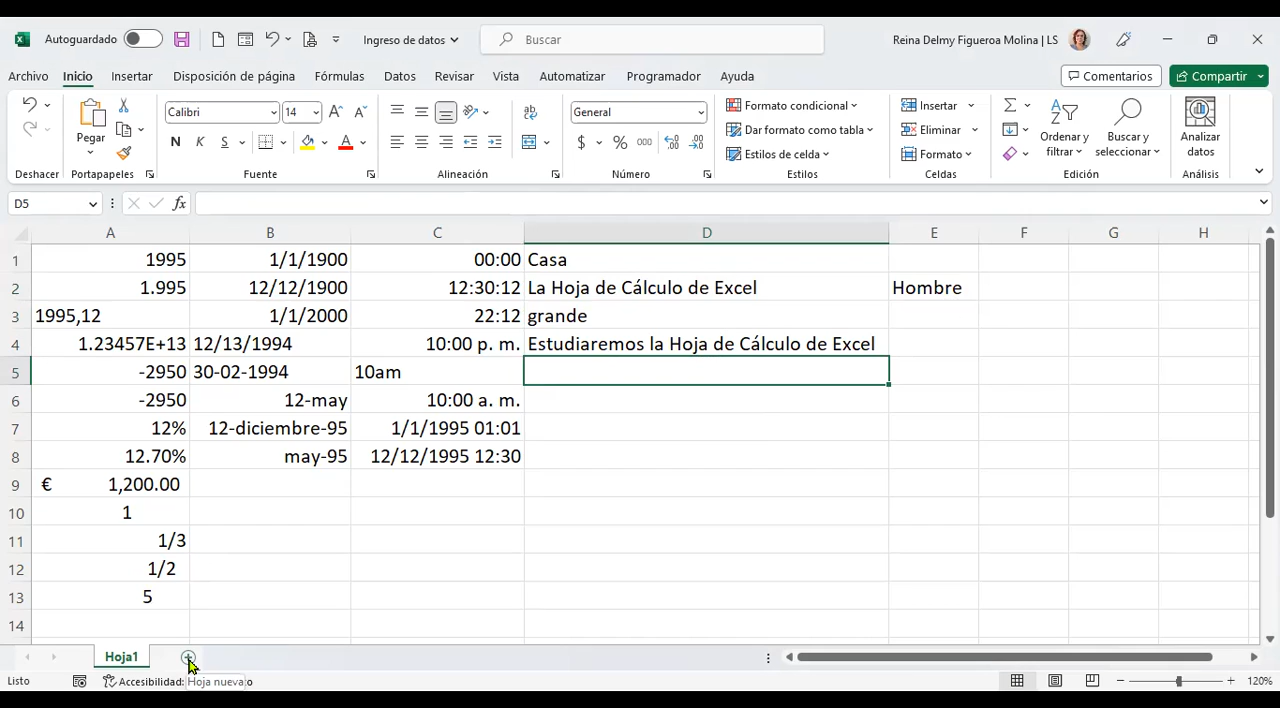 Autoguardado
Ingreso de datos
Buscar
Reina Delmy Figueroa Molina | LS
Archivo Inicio Insertar Disposición de página Fórmulas Datos Revisar Vista Automatizar Programador Ayuda
Comentarios
Compartir
Pegar
Calibri 14
N K S
General
$ % 000
Formato condicional
Dar formato como tabla
Estilos de celda
Insertar
Eliminar
Formato
Ordenar y filtrar
Buscar y seleccionar
Analizar datos
Deshacer Portapapeles Fuente Alineación Número Estilos Celdas Edición Análisis
D5 fx
A B C D E F G H
1 1995 1/1/1900 00:00 Casa
2 1.995 12/12/1900 12:30:12 La Hoja de Cálculo de Excel Hombre
3 1995,12 1/1/2000 22:12 grande
4 1.23457E+13 12/13/1994 10:00 p. m. Estudiaremos la Hoja de Cálculo de Excel
5 -2950 30-02-1994 10am
6 -2950 12-may 10:00 a. m.
7 12% 12-diciembre-95 1/1/1995 01:01
8 12.70% may-95 12/12/1995 12:30
9 € 1,200.00
10 1
11 1/3
12 1/2
13 5
14
Hoja1
Listo
Accesibilidad:
Hoja nueva
120%